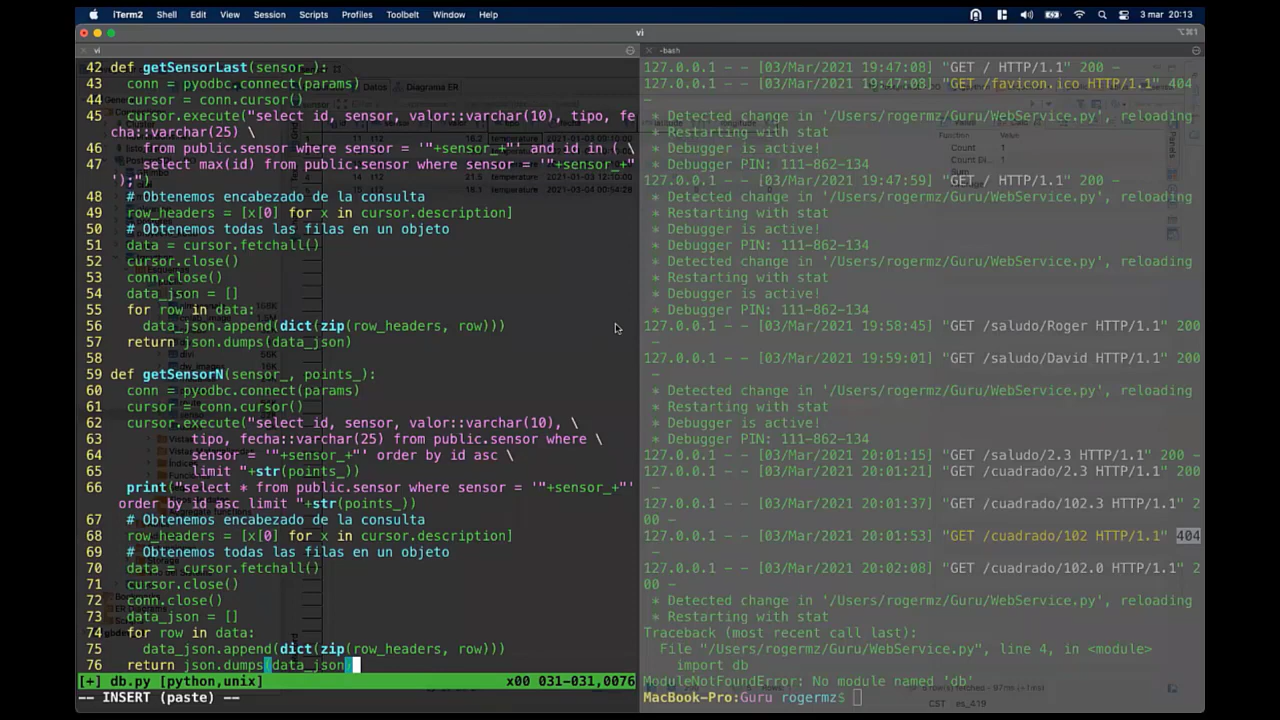 iTerm2 Shell Edit View Session Scripts Profiles Toolbelt Window Help 3 mar 20:13
vi ⌥⌘1
vi
-bash
42 def getSensorLast(sensor_):
43   conn = pyodbc.connect(params)
44   cursor = conn.cursor()
45   cursor.execute("select id, sensor, valor::varchar(10), tipo, fe
cha::varchar(25) \
46     from public.sensor where sensor = '"+sensor_+"' and id in ( \
47     select max(id) from public.sensor where sensor = '"+sensor_+"
');")
48   # Obtenemos encabezado de la consulta
49   row_headers = [x[0] for x in cursor.description]
50   # Obtenemos todas las filas en un objeto
51   data = cursor.fetchall()
52   cursor.close()
53   conn.close()
54   data_json = []
55   for row in data:
56     data_json.append(dict(zip(row_headers, row)))
57   return json.dumps(data_json)
58
59 def getSensorN(sensor_, points_):
60   conn = pyodbc.connect(params)
61   cursor = conn.cursor()
62   cursor.execute("select id, sensor, valor::varchar(10), \
63           tipo, fecha::varchar(25) from public.sensor where \
64           sensor = '"+sensor_+"' order by id asc \
65           limit "+str(points_))
66   print("select * from public.sensor where sensor = '"+sensor_+"'
 order by id asc limit "+str(points_))
67   # Obtenemos encabezado de la consulta
68   row_headers = [x[0] for x in cursor.description]
69   # Obtenemos todas las filas en un objeto
70   data = cursor.fetchall()
71   cursor.close()
72   conn.close()
73   data_json = []
74   for row in data:
75     data_json.append(dict(zip(row_headers, row)))
76   return json.dumps(data_json)
[+] db.py [python,unix] x00 031-031,0076
-- INSERT (paste) --
127.0.0.1 - - [03/Mar/2021 19:47:08] "GET / HTTP/1.1" 200 -
127.0.0.1 - - [03/Mar/2021 19:47:08] "GET /favicon.ico HTTP/1.1" 404
-
 * Detected change in '/Users/rogermz/Guru/WebService.py', reloading
 * Restarting with stat
 * Debugger is active!
 * Debugger PIN: 111-862-134
127.0.0.1 - - [03/Mar/2021 19:47:59] "GET / HTTP/1.1" 200 -
 * Detected change in '/Users/rogermz/Guru/WebService.py', reloading
 * Restarting with stat
 * Debugger is active!
 * Debugger PIN: 111-862-134
 * Detected change in '/Users/rogermz/Guru/WebService.py', reloading
 * Restarting with stat
 * Debugger is active!
 * Debugger PIN: 111-862-134
127.0.0.1 - - [03/Mar/2021 19:58:45] "GET /saludo/Roger HTTP/1.1" 200
-
127.0.0.1 - - [03/Mar/2021 19:59:01] "GET /saludo/David HTTP/1.1" 200
-
 * Detected change in '/Users/rogermz/Guru/WebService.py', reloading
 * Restarting with stat
 * Debugger is active!
 * Debugger PIN: 111-862-134
127.0.0.1 - - [03/Mar/2021 20:01:15] "GET /saludo/2.3 HTTP/1.1" 200 -
127.0.0.1 - - [03/Mar/2021 20:01:21] "GET /cuadrado/2.3 HTTP/1.1" 200
-
127.0.0.1 - - [03/Mar/2021 20:01:37] "GET /cuadrado/102.3 HTTP/1.1" 2
00 -
127.0.0.1 - - [03/Mar/2021 20:01:53] "GET /cuadrado/102 HTTP/1.1" 404
-
127.0.0.1 - - [03/Mar/2021 20:02:08] "GET /cuadrado/102.0 HTTP/1.1" 2
00 -
 * Detected change in '/Users/rogermz/Guru/WebService.py', reloading
 * Restarting with stat
Traceback (most recent call last):
  File "/Users/rogermz/Guru/WebService.py", line 4, in <module>
    import db
ModuleNotFoundError: No module named 'db'
MacBook-Pro:Guru rogermz$